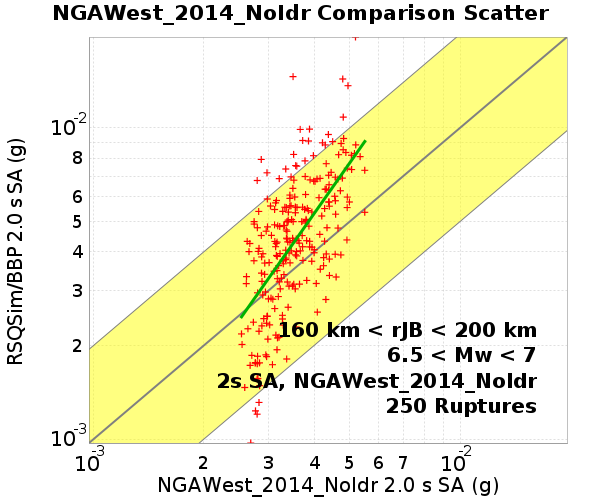 NGAWest_2014_NoIdr Comparison Scatter
RSQSim/BBP 2.0 s SA (g)
10-2
8
6
5
4
3
2
10-3
160 km < rJB < 200 km
6.5 < Mw < 7
2s SA, NGAWest_2014_NoIdr
250 Ruptures
10-3 2 3 4 5 6 7 10-2
NGAWest_2014_NoIdr 2.0 s SA (g)